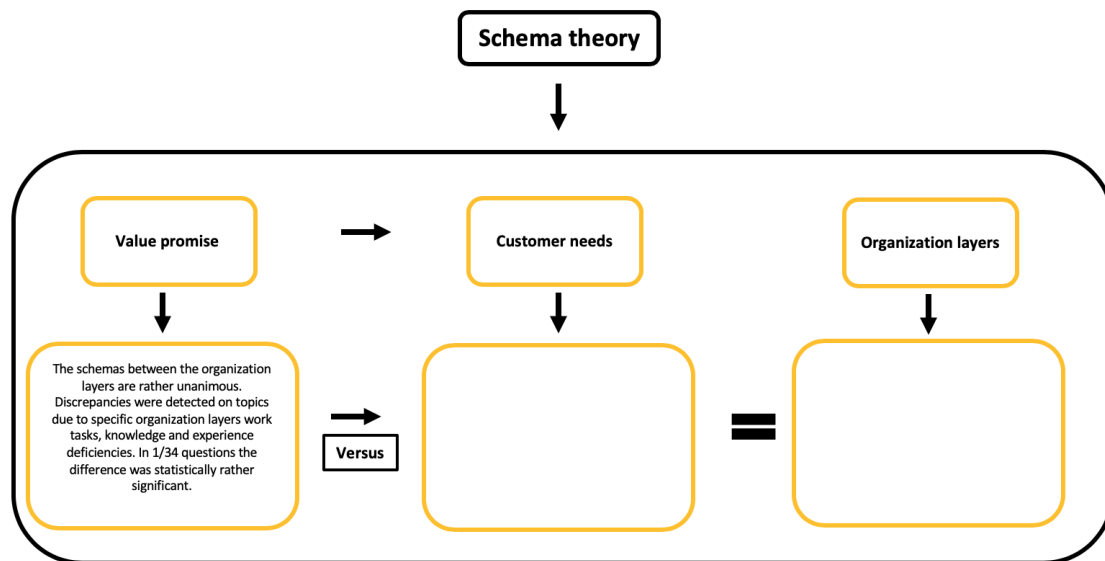 Schema theory
Value promise
Customer needs
Organization layers
The schemas between the organization
layers are rather unanimous.
Discrepancies were detected on topics
due to specific organization layers work
tasks, knowledge and experience
deficiencies. In 1/34 questions the
difference was statistically rather
significant.
Versus